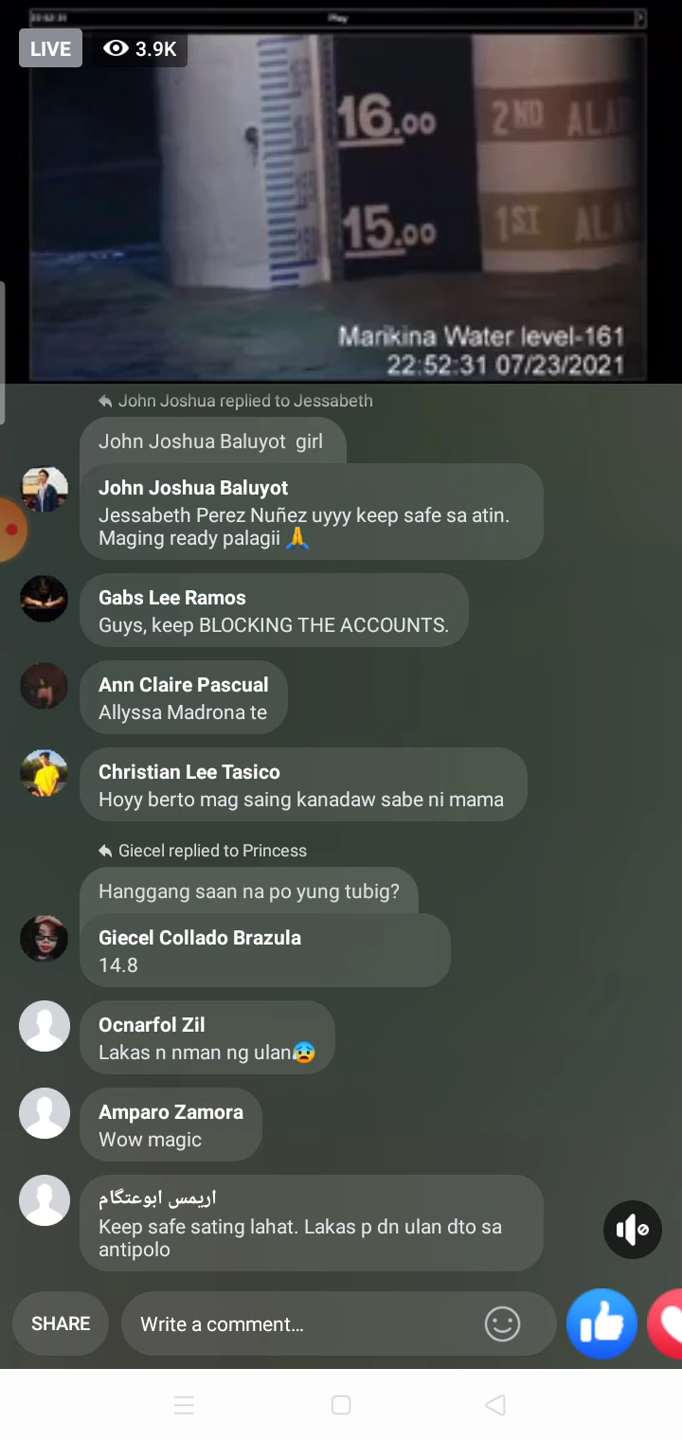 22:52:31
Play
LIVE
3.9K
16.00
2ND ALA
15.00
1ST ALA
Marikina Water level-161
22:52:31 07/23/2021
John Joshua replied to Jessabeth
John Joshua Baluyot girl
John Joshua Baluyot
Jessabeth Perez Nuñez uyyy keep safe sa atin.
Maging ready palagii 🙏
Gabs Lee Ramos
Guys, keep BLOCKING THE ACCOUNTS.
Ann Claire Pascual
Allyssa Madrona te
Christian Lee Tasico
Hoyy berto mag saing kanadaw sabe ni mama
Giecel replied to Princess
Hanggang saan na po yung tubig?
Giecel Collado Brazula
14.8
Ocnarfol Zil
Lakas n nman ng ulan😰
Amparo Zamora
Wow magic
اريمس ابوعتگام
Keep safe sating lahat. Lakas p dn ulan dto sa
antipolo
SHARE
Write a comment...